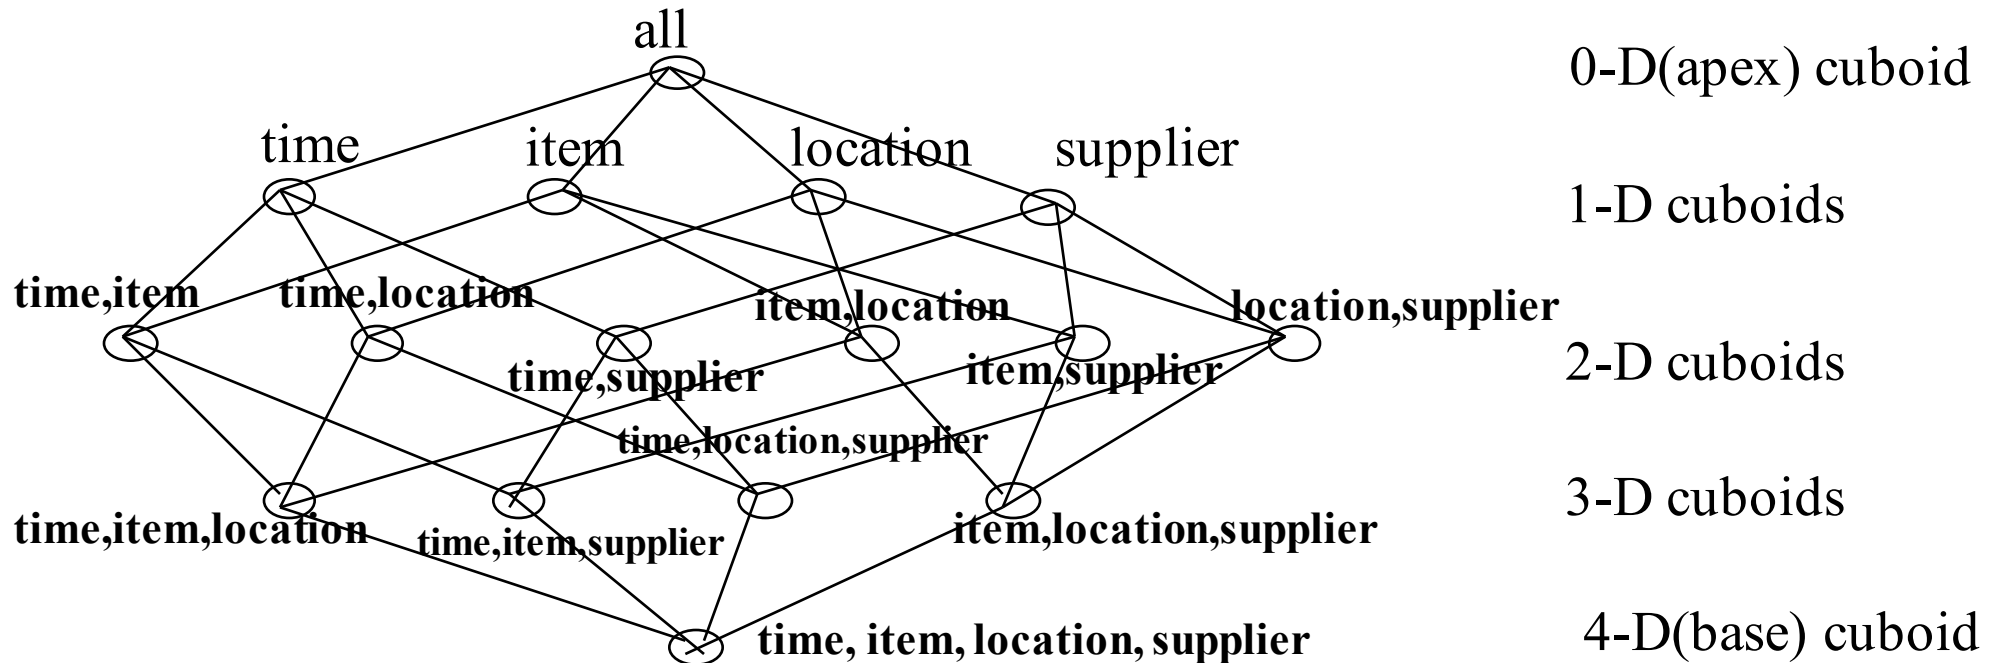 all
0-D(apex) cuboid
time
item
location
supplier
1-D cuboids
time,item
time,location
item,location
location,supplier
time,supplier
item,supplier
2-D cuboids
time,location,supplier
3-D cuboids
time,item,location
time,item,supplier
item,location,supplier
time, item, location, supplier
4-D(base) cuboid